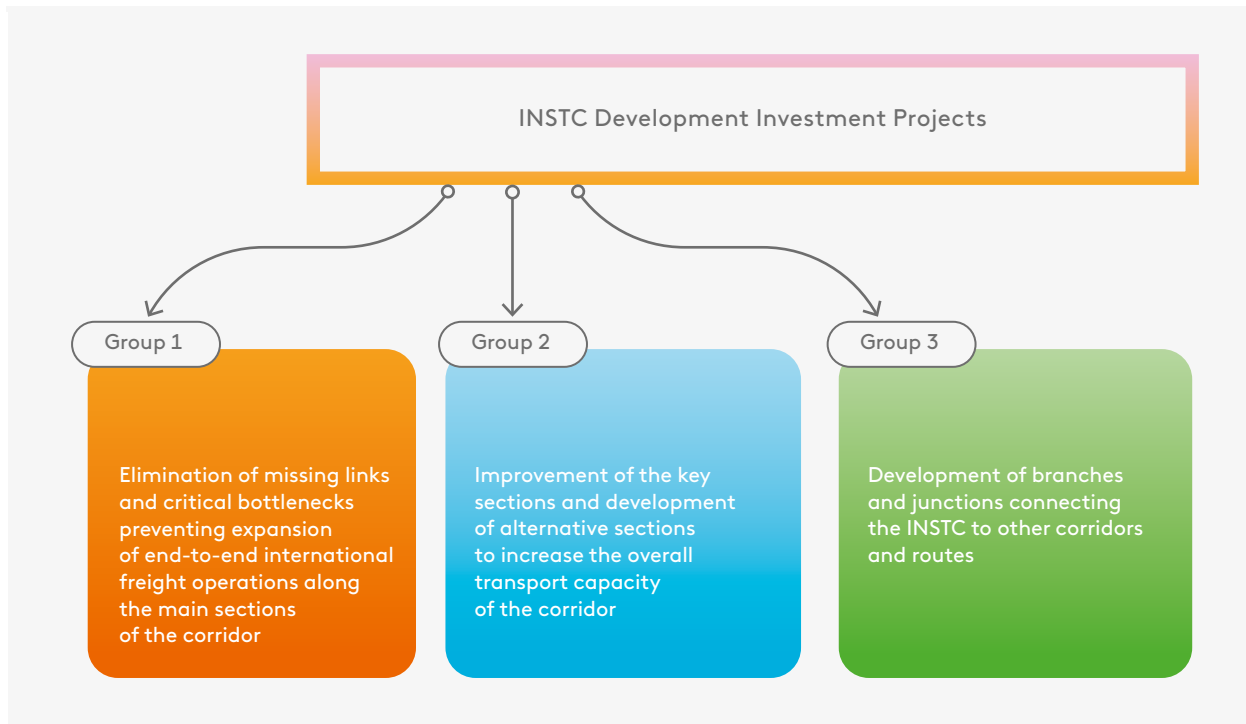 INSTC Development Investment Projects
Group 1
Elimination of missing links
and critical bottlenecks
preventing expansion
of end-to-end international
freight operations along
the main sections
of the corridor
Group 2
Improvement of the key
sections and development
of alternative sections
to increase the overall
transport capacity
of the corridor
Group 3
Development of branches
and junctions connecting
the INSTC to other corridors
and routes